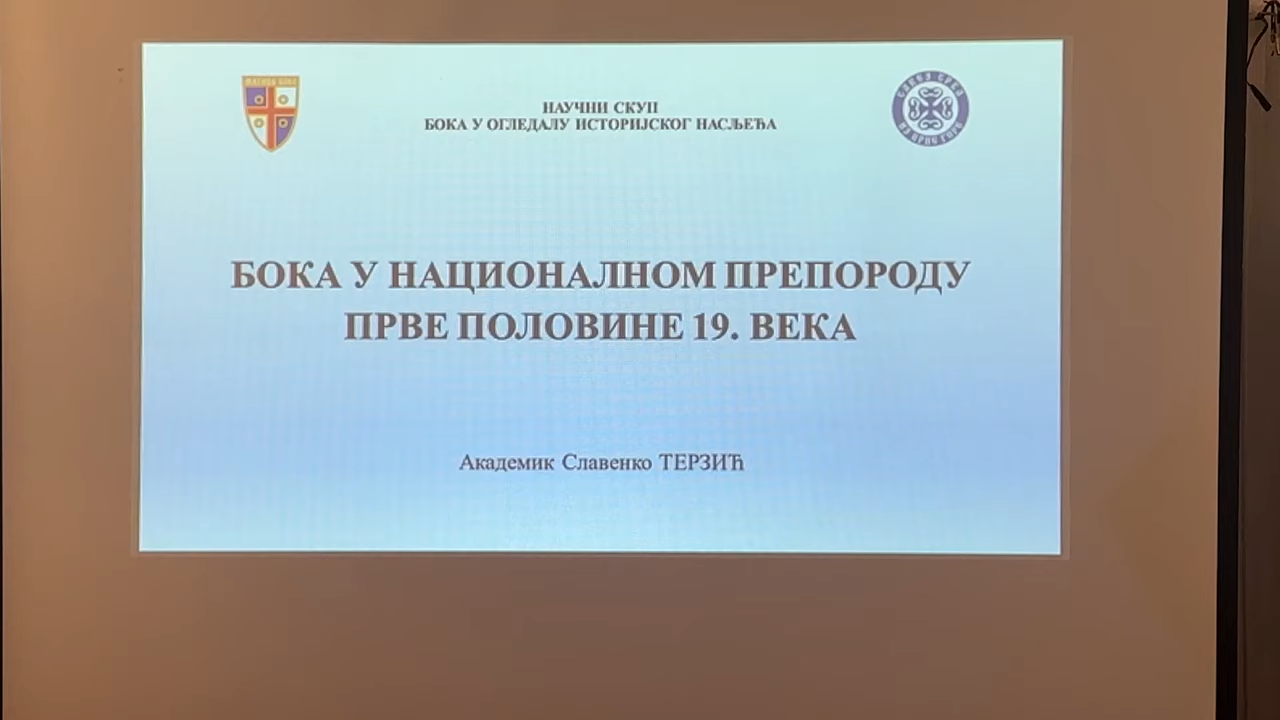 НАУЧНИ СКУП
БОКА У ОГЛЕДАЛУ ИСТОРИЈСКОГ НАСЉЕЂА
БОКА У НАЦИОНАЛНОМ ПРЕПОРОДУ
ПРВЕ ПОЛОВИНЕ 19. ВЕКА
Академик Славенко ТЕРЗИЋ